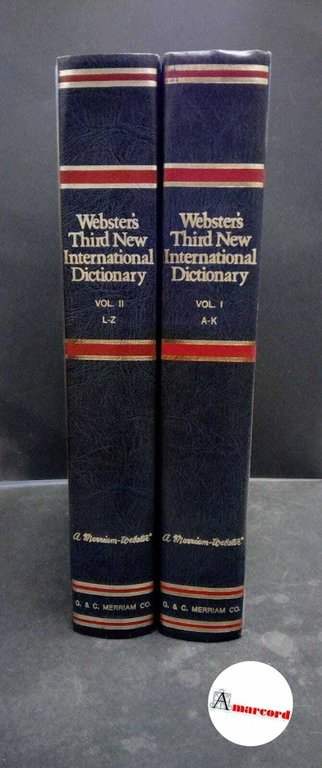 Webster's
Third New
International
Dictionary
VOL. II
L-Z
a Merriam-Webster®
G. & C. MERRIAM CO.
Webster's
Third New
International
Dictionary
VOL. I
A-K
a Merriam-Webster®
G. & C. MERRIAM CO.
Amarcord